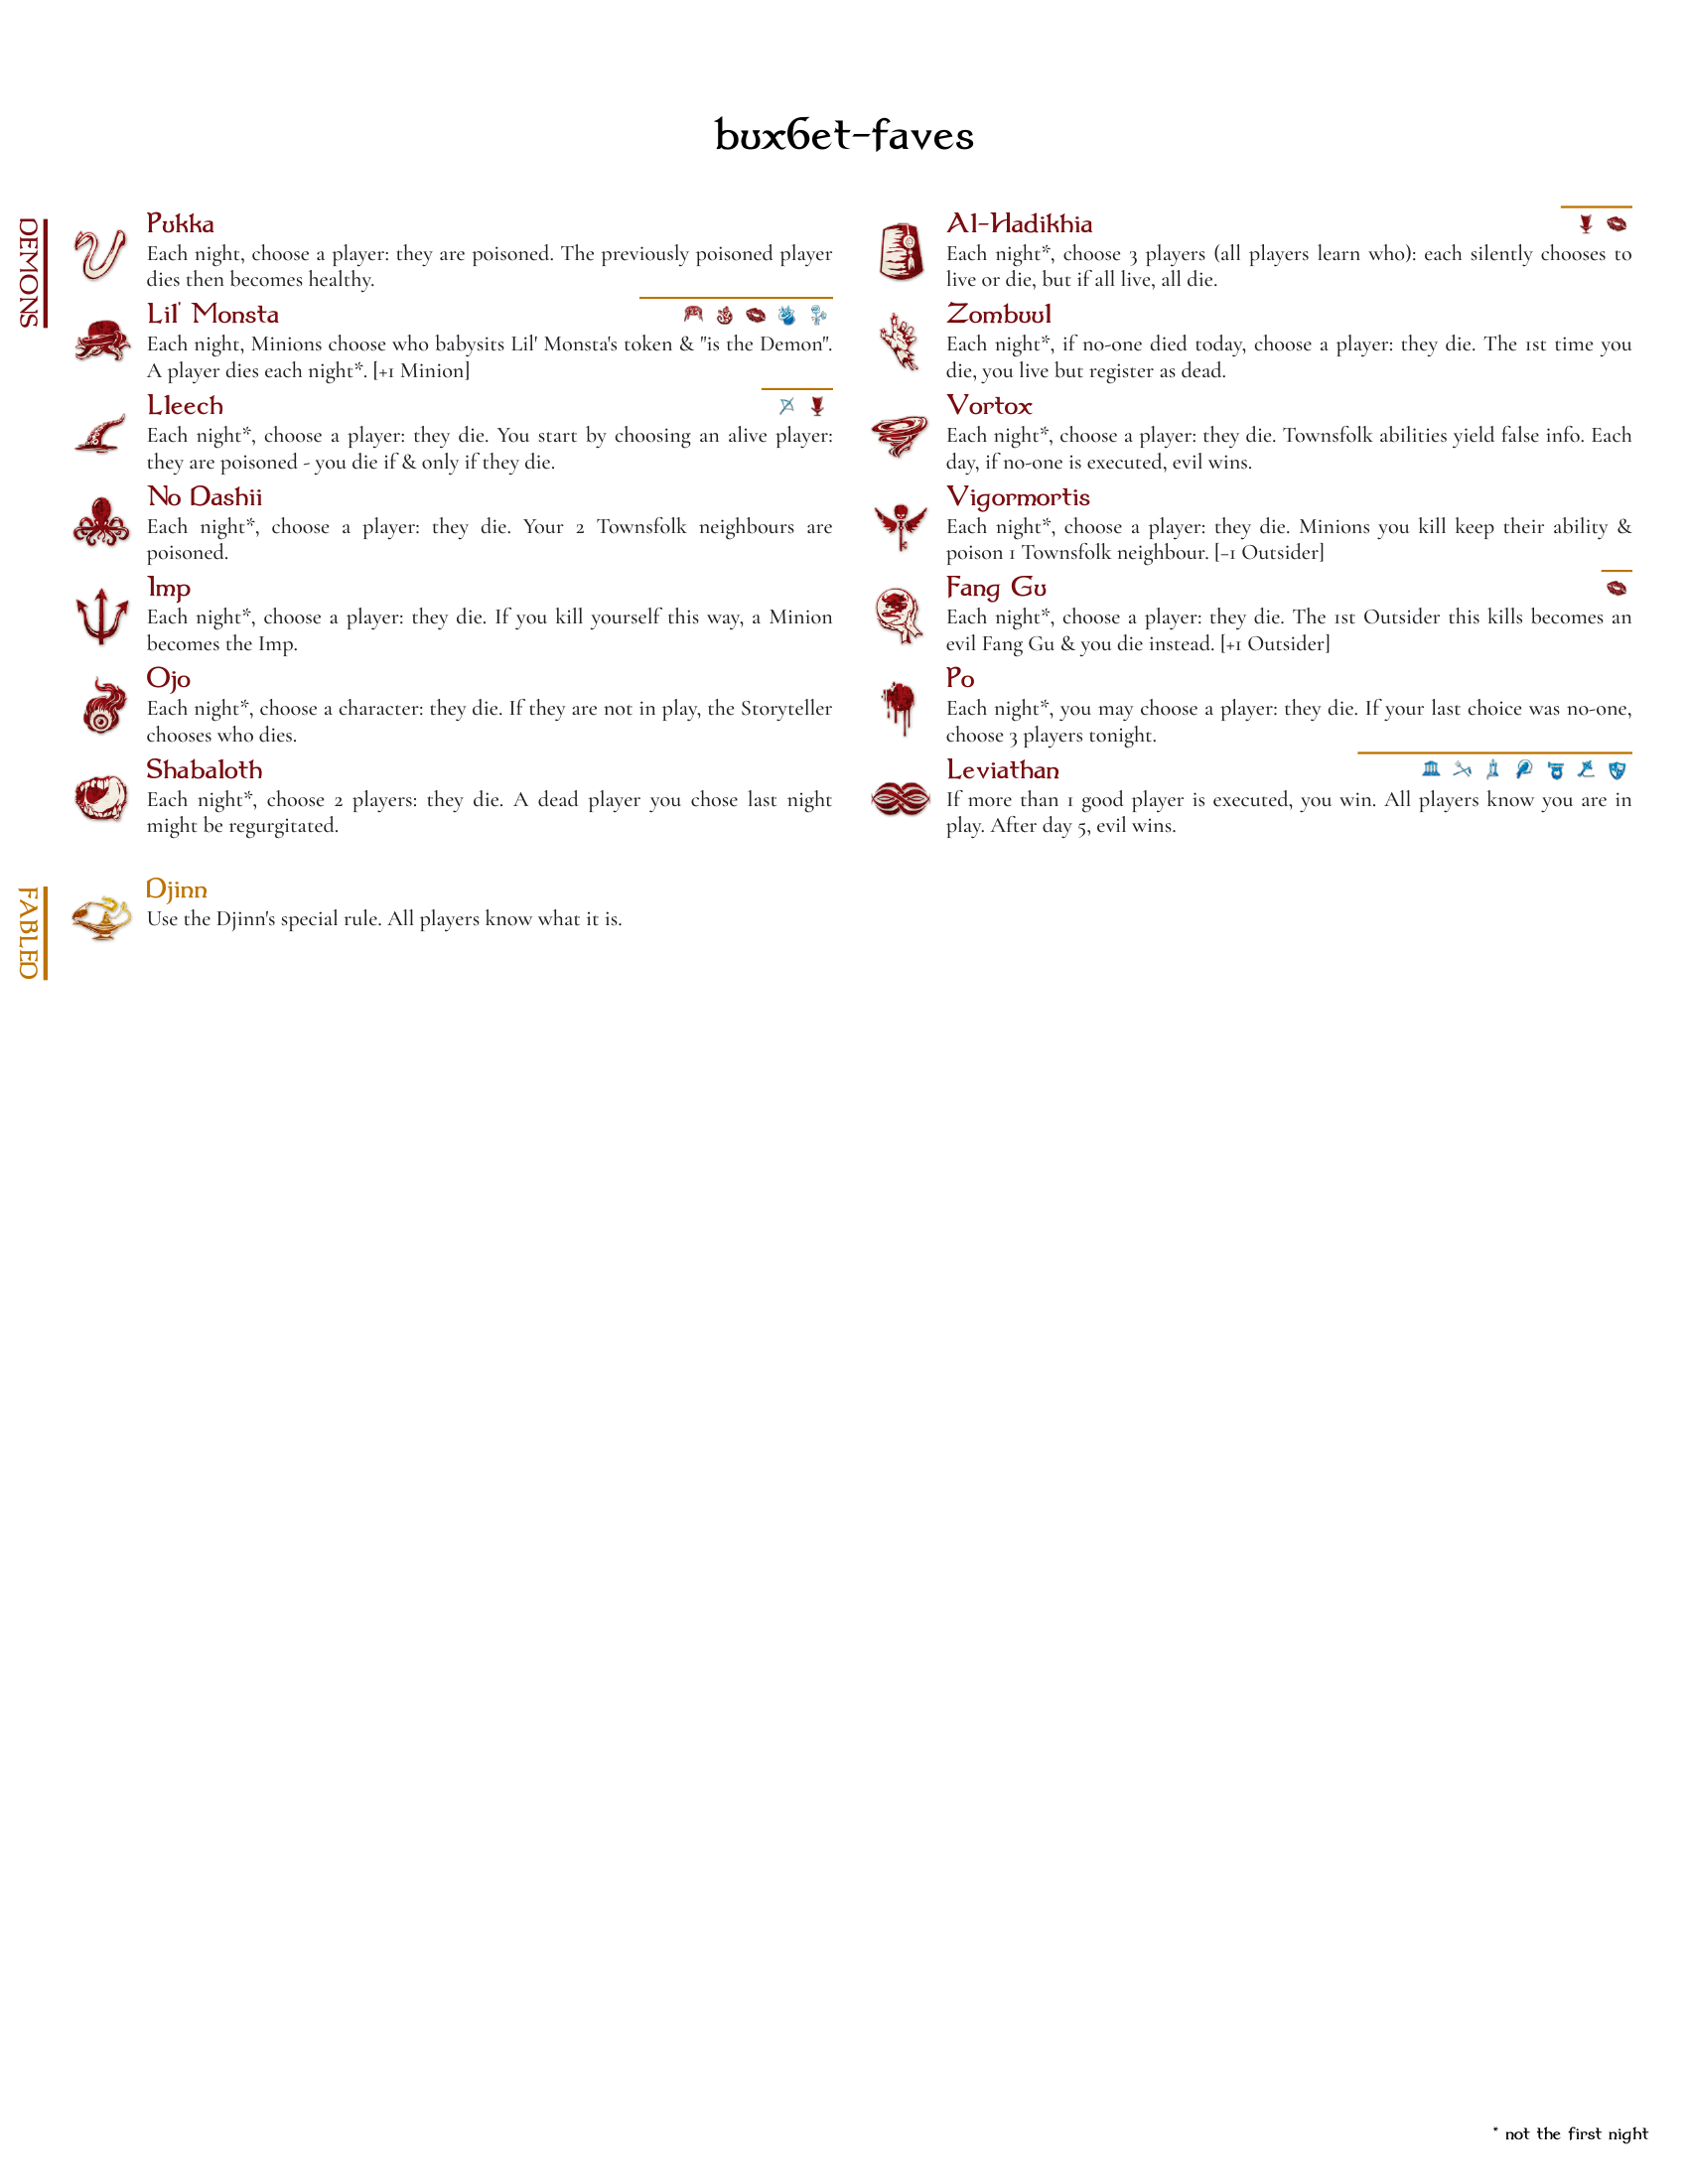 bux6et-faves
DEMONS
Pukka
Each night, choose a player: they are poisoned. The previously poisoned player
dies then becomes healthy.
Lil' Monsta
Each night, Minions choose who babysits Lil' Monsta's token & "is the Demon".
A player dies each night*. [+1 Minion]
Lleech
Each night*, choose a player: they die. You start by choosing an alive player:
they are poisoned - you die if & only if they die.
No Dashii
Each night*, choose a player: they die. Your 2 Townsfolk neighbours are
poisoned.
Imp
Each night*, choose a player: they die. If you kill yourself this way, a Minion
becomes the Imp.
Ojo
Each night*, choose a character: they die. If they are not in play, the Storyteller
chooses who dies.
Shabaloth
Each night*, choose 2 players: they die. A dead player you chose last night
might be regurgitated.
Al-Hadikhia
Each night*, choose 3 players (all players learn who): each silently chooses to
live or die, but if all live, all die.
Zombuul
Each night*, if no-one died today, choose a player: they die. The 1st time you
die, you live but register as dead.
Vortox
Each night*, choose a player: they die. Townsfolk abilities yield false info. Each
day, if no-one is executed, evil wins.
Vigormortis
Each night*, choose a player: they die. Minions you kill keep their ability &
poison 1 Townsfolk neighbour. [−1 Outsider]
Fang Gu
Each night*, choose a player: they die. The 1st Outsider this kills becomes an
evil Fang Gu & you die instead. [+1 Outsider]
Po
Each night*, you may choose a player: they die. If your last choice was no-one,
choose 3 players tonight.
Leviathan
If more than 1 good player is executed, you win. All players know you are in
play. After day 5, evil wins.
FABLED
Djinn
Use the Djinn's special rule. All players know what it is.
* not the first night